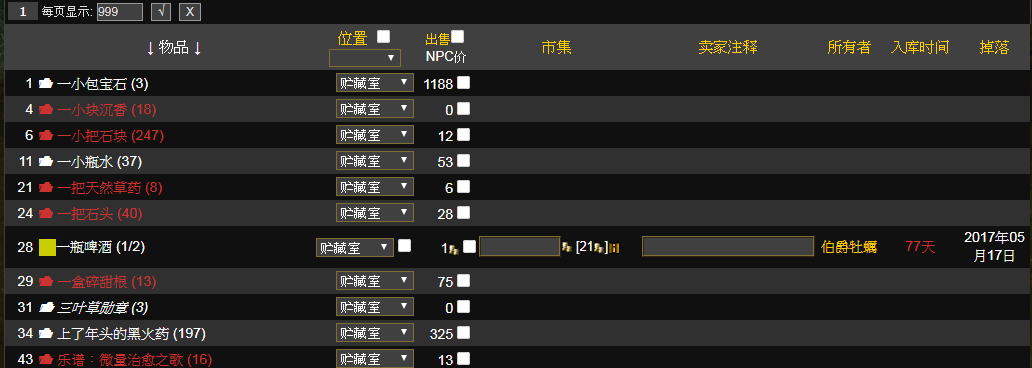 1 每页显示: 999 √ X
↓ 物品 ↓ 位置 出售 NPC价 市集 卖家注释 所有者 入库时间 掉落
1 一小包宝石 (3) 贮藏室 1188
4 一小块沉香 (18) 贮藏室 0
6 一小把石块 (247) 贮藏室 12
11 一小瓶水 (37) 贮藏室 53
21 一把天然草药 (8) 贮藏室 6
24 一把石头 (40) 贮藏室 28
28 一瓶啤酒 (1/2) 贮藏室 1 [21] 伯爵牡蛎 77天 2017年05月17日
29 一盒碎甜根 (13) 贮藏室 75
31 三叶草勋章 (3) 贮藏室 0
34 上了年头的黑火药 (197) 贮藏室 325
43 乐谱：微量治愈之歌 (16) 贮藏室 13